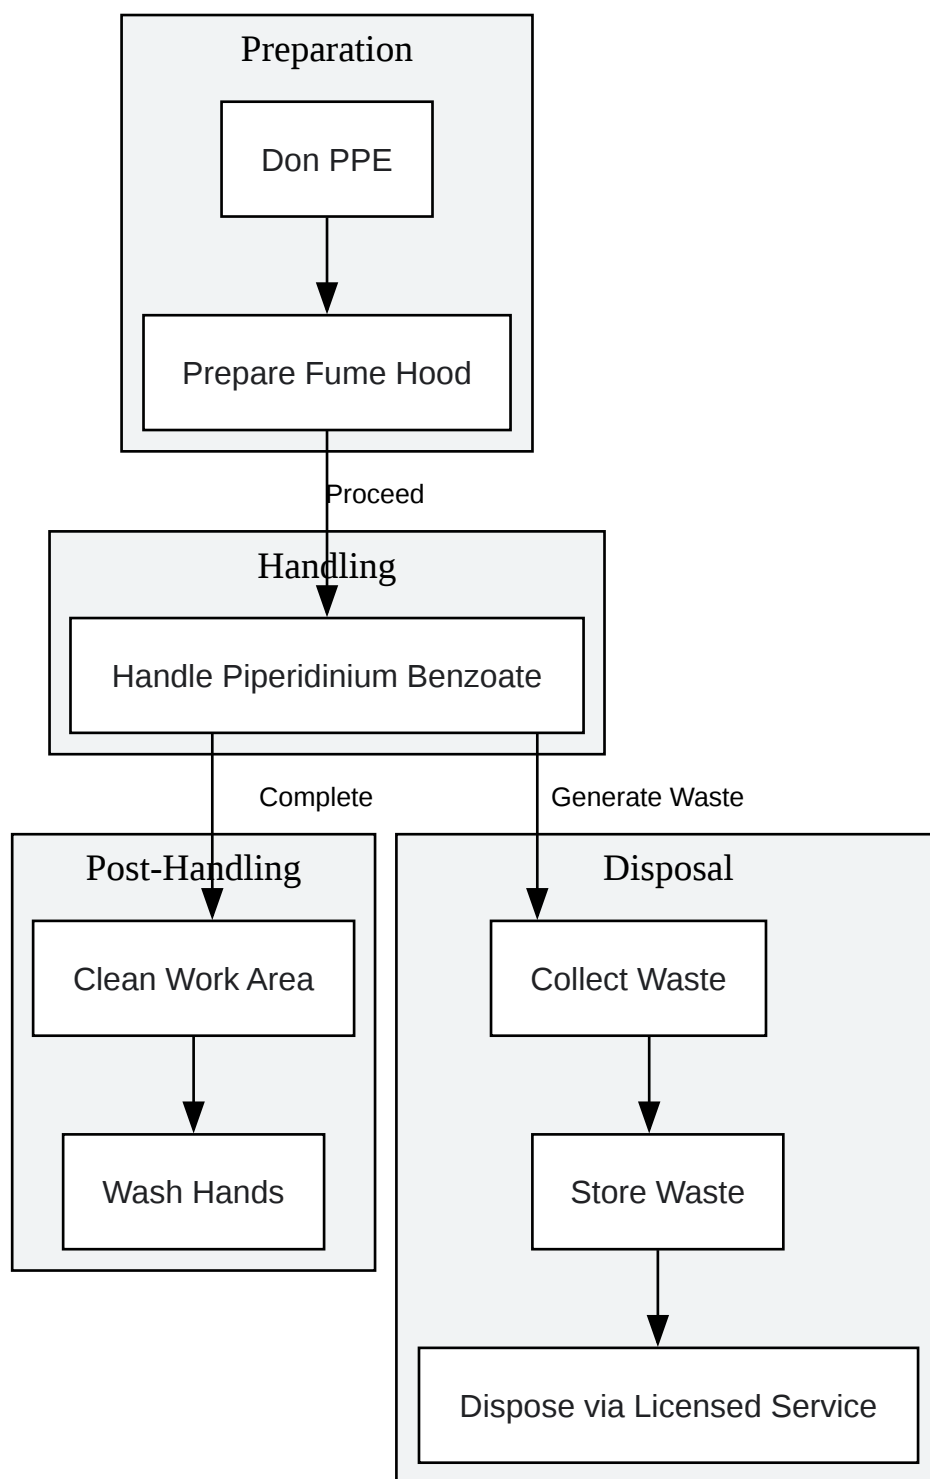 Preparation
Don PPE
Prepare Fume Hood
Proceed
Handling
Handle Piperidinium Benzoate
Complete
Generate Waste
Post-Handling
Disposal
Clean Work Area
Collect Waste
Wash Hands
Store Waste
Dispose via Licensed Service